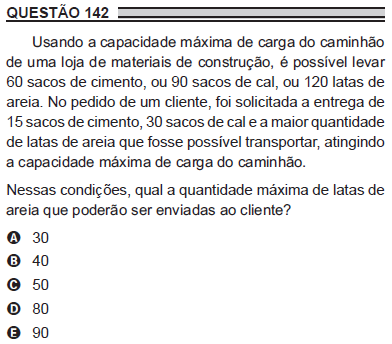 QUESTÃO 142
Usando a capacidade máxima de carga do caminhão
de uma loja de materiais de construção, é possível levar
60 sacos de cimento, ou 90 sacos de cal, ou 120 latas de
areia. No pedido de um cliente, foi solicitada a entrega de
15 sacos de cimento, 30 sacos de cal e a maior quantidade
de latas de areia que fosse possível transportar, atingindo
a capacidade máxima de carga do caminhão.
Nessas condições, qual a quantidade máxima de latas de
areia que poderão ser enviadas ao cliente?
A 30
B 40
C 50
D 80
E 90